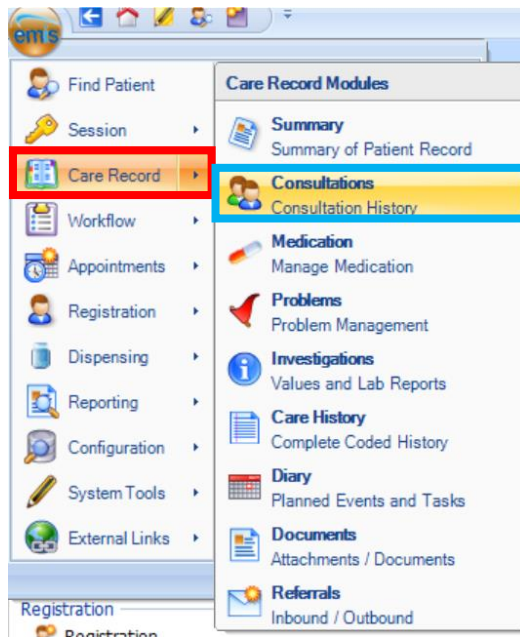 emis
Find Patient
Session
Care Record
Workflow
Appointments
Registration
Dispensing
Reporting
Configuration
System Tools
External Links
Registration
Registration
Care Record Modules
Summary
Summary of Patient Record
Consultations
Consultation History
Medication
Manage Medication
Problems
Problem Management
Investigations
Values and Lab Reports
Care History
Complete Coded History
Diary
Planned Events and Tasks
Documents
Attachments / Documents
Referrals
Inbound / Outbound